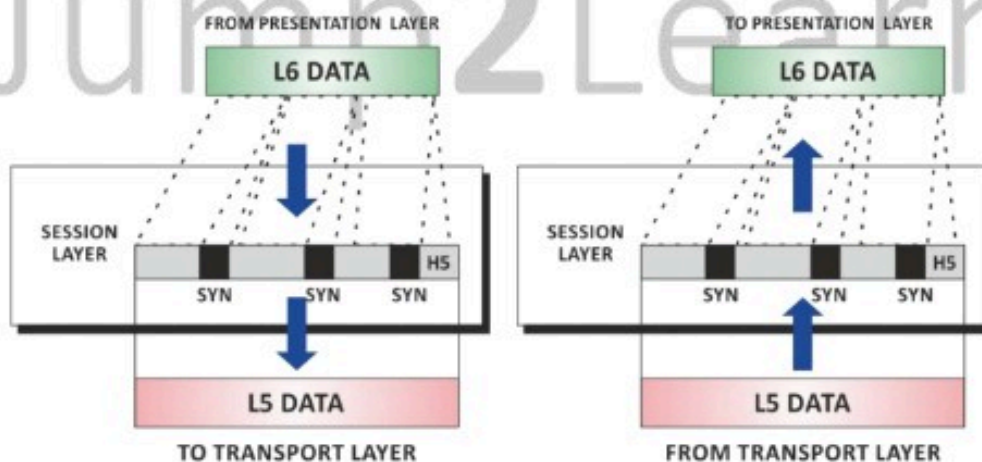 Jump2Learn
FROM PRESENTATION LAYER
L6 DATA
SESSION
LAYER
H5
SYN SYN SYN
L5 DATA
TO TRANSPORT LAYER
TO PRESENTATION LAYER
L6 DATA
SESSION
LAYER
H5
SYN SYN SYN
L5 DATA
FROM TRANSPORT LAYER